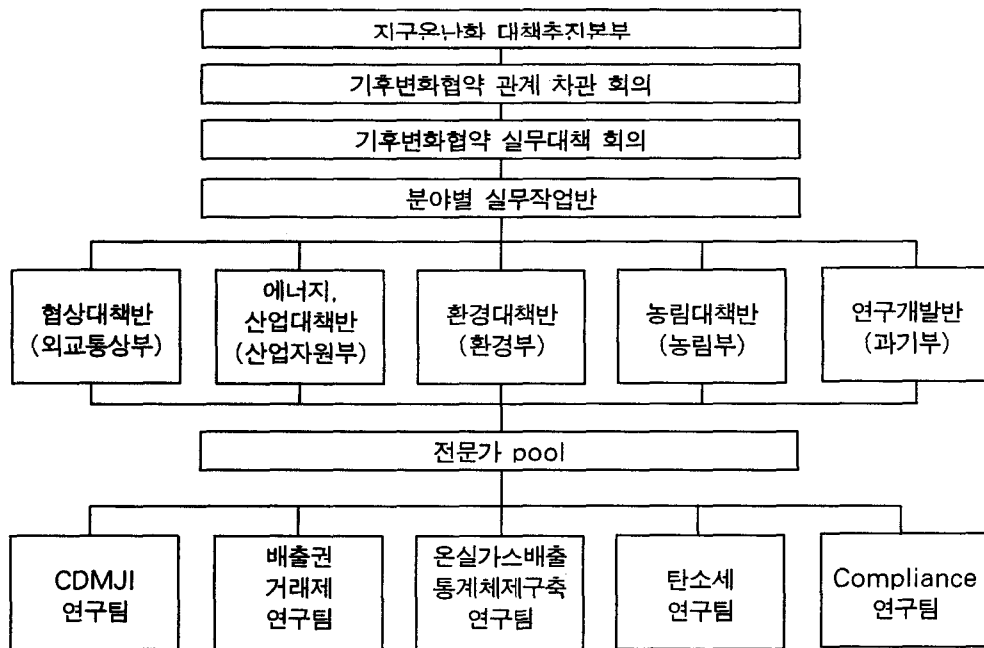 지구온난화 대책추진본부
기후변화협약 관계 차관 회의
기후변화협약 실무대책 회의
분야별 실무작업반
협상대책반
(외교통상부)
에너지,
산업대책반
(산업자원부)
환경대책반
(환경부)
농림대책반
(농림부)
연구개발반
(과기부)
전문가 pool
CDMJI
연구팀
배출권
거래제
연구팀
온실가스배출
통계체제구축
연구팀
탄소세
연구팀
Compliance
연구팀